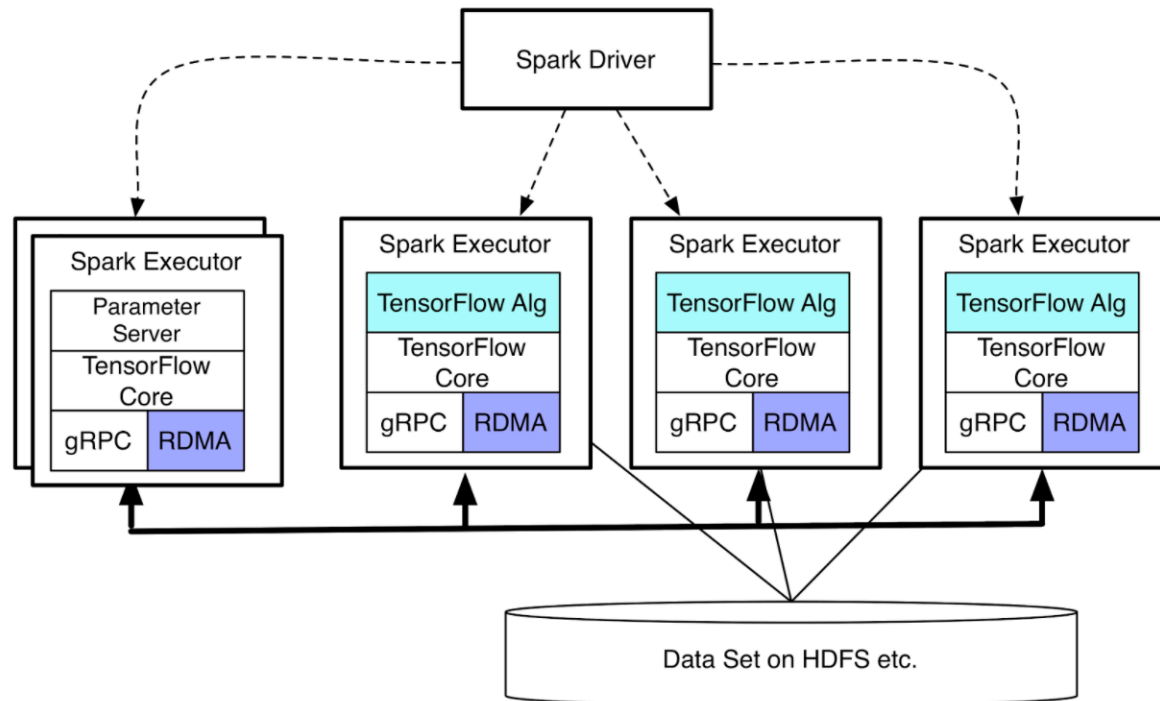 Spark Driver
Spark Executor
Parameter
Server
TensorFlow
Core
gRPC
RDMA
Spark Executor
TensorFlow Alg
TensorFlow
Core
gRPC
RDMA
Spark Executor
TensorFlow Alg
TensorFlow
Core
gRPC
RDMA
Spark Executor
TensorFlow Alg
TensorFlow
Core
gRPC
RDMA
Data Set on HDFS etc.